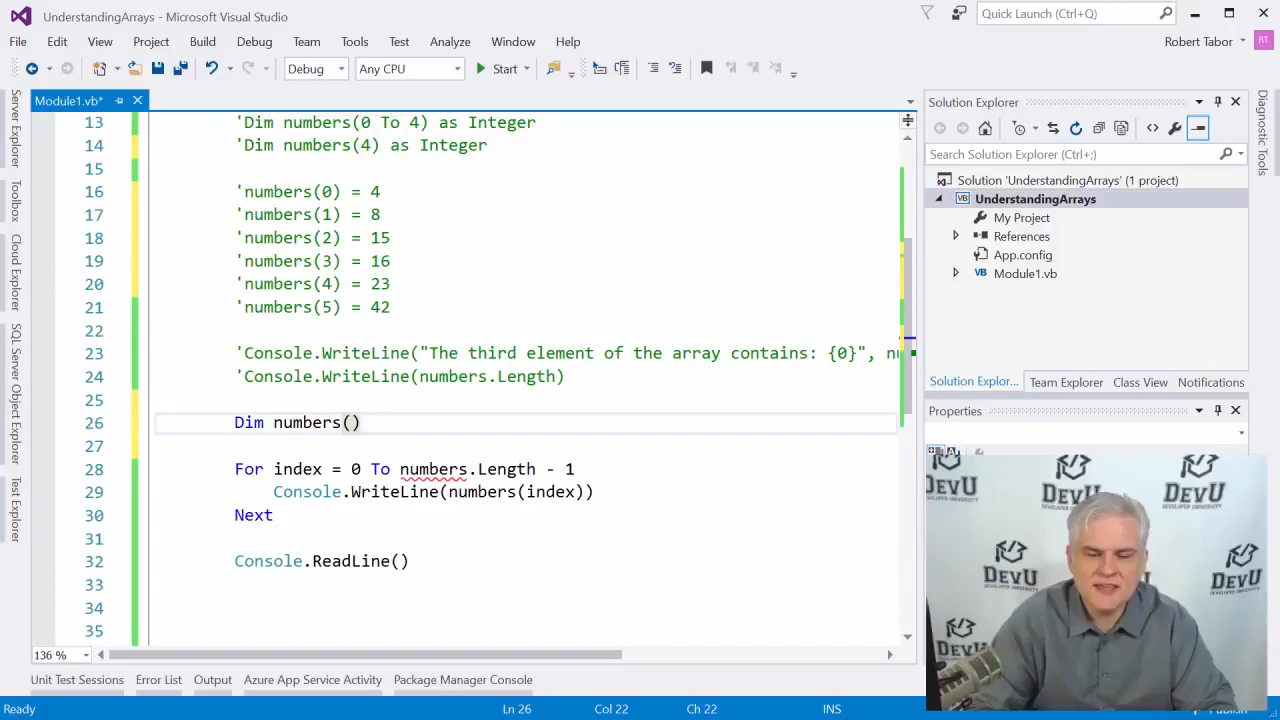 UnderstandingArrays - Microsoft Visual Studio
Quick Launch (Ctrl+Q)
File Edit View Project Build Debug Team Tools Test Analyze Window Help
Robert Tabor RT
Debug Any CPU Start
Module1.vb*
Server Explorer
Toolbox
Cloud Explorer
SQL Server Object Explorer
Test Explorer
13 'Dim numbers(0 To 4) as Integer
14 'Dim numbers(4) as Integer
15
16 'numbers(0) = 4
17 'numbers(1) = 8
18 'numbers(2) = 15
19 'numbers(3) = 16
20 'numbers(4) = 23
21 'numbers(5) = 42
22
23 'Console.WriteLine("The third element of the array contains: {0}", nu
24 'Console.WriteLine(numbers.Length)
25
26 Dim numbers()
27
28 For index = 0 To numbers.Length - 1
29 Console.WriteLine(numbers(index))
30 Next
31
32 Console.ReadLine()
33
34
35
136 %
Solution Explorer
Search Solution Explorer (Ctrl+;)
Solution 'UnderstandingArrays' (1 project)
VB UnderstandingArrays
My Project
References
App.config
VB Module1.vb
Solution Explor... Team Explorer Class View Notifications
Properties
Diagnostic Tools
DevU DevU DevU
DEVELOPER UNIVERSITY
DevU DevU
DevU
Unit Test Sessions Error List Output Azure App Service Activity Package Manager Console
Ready Ln 26 Col 22 Ch 22 INS